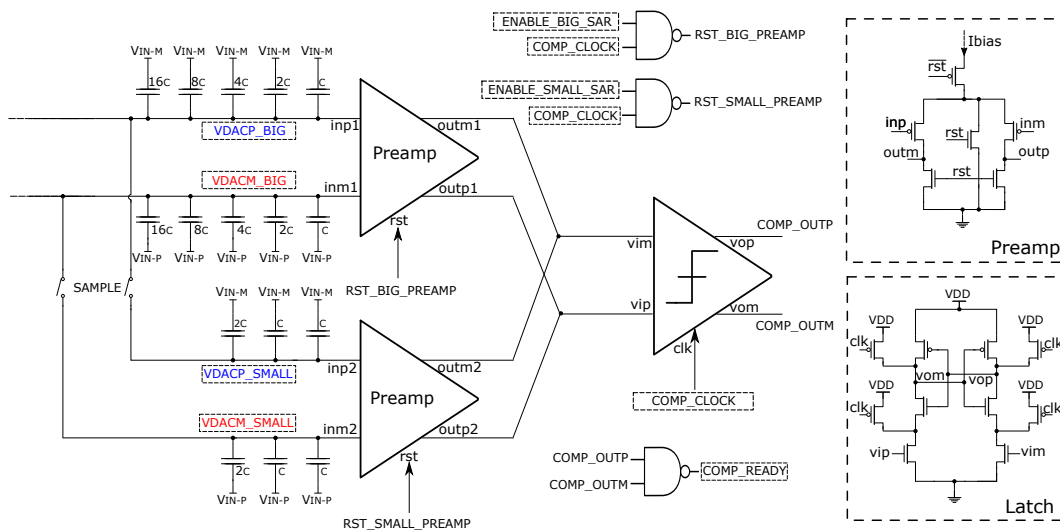 ENABLE_BIG_SAR
COMP_CLOCK
RST_BIG_PREAMP
ENABLE_SMALL_SAR
COMP_CLOCK
RST_SMALL_PREAMP
VIN-M VIN-M VIN-M VIN-M VIN-M
16C 8C 4C 2C C
VDACP_BIG
inp1
outm1
Preamp
VDACM_BIG
inm1
outp1
rst
16C 8C 4C 2C C
VIN-P VIN-P VIN-P VIN-P VIN-P
RST_BIG_PREAMP
SAMPLE
VIN-M VIN-M VIN-M
2C C C
VDACP_SMALL
inp2
outm2
Preamp
VDACM_SMALL
inm2
outp2
rst
2C C C
VIN-P VIN-P VIN-P
RST_SMALL_PREAMP
vim
vop
COMP_OUTP
vip
vom
COMP_OUTM
clk
COMP_CLOCK
COMP_OUTP
COMP_OUTM
COMP_READY
Ibias
rst
inp
inm
rst
outm
outp
rst
Preamp
VDD
VDD
VDD
clk
clk
vom
vop
VDD
VDD
clk
clk
vip
vim
Latch